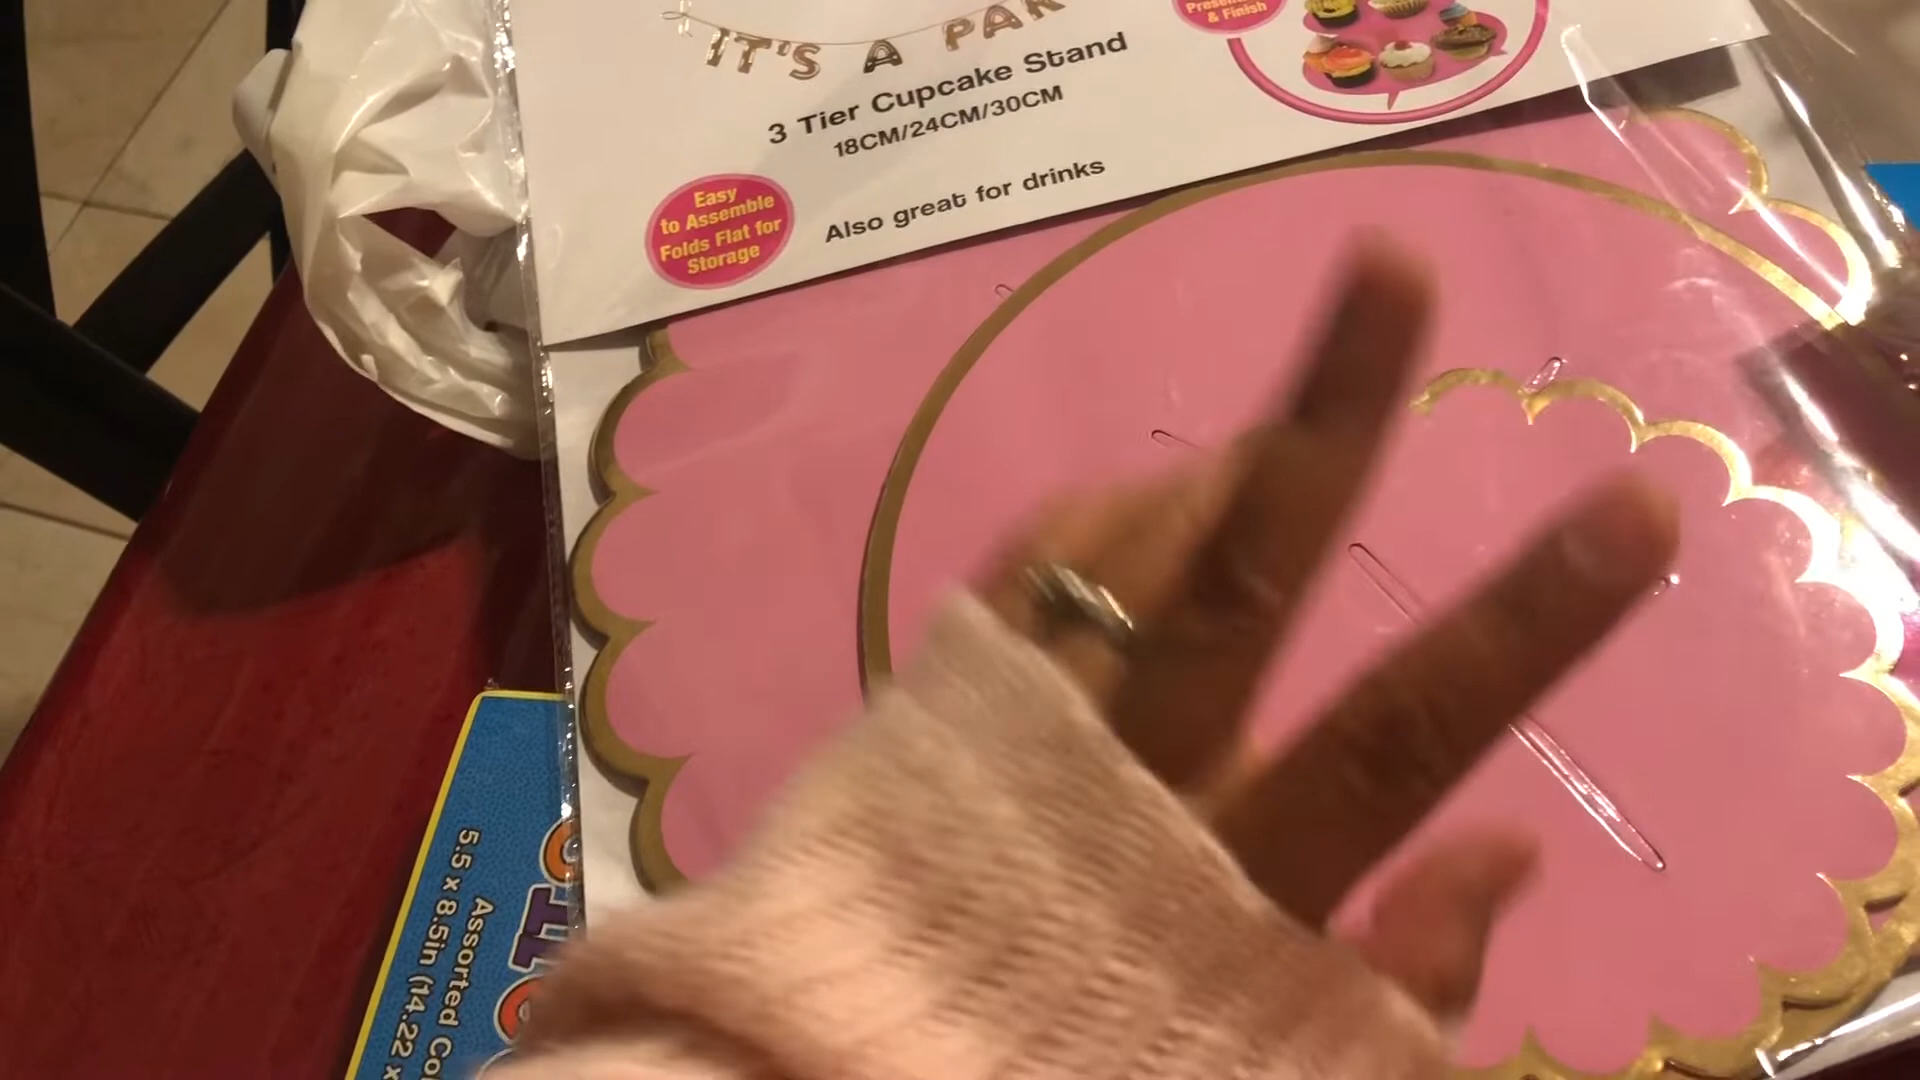 IT'S A PAR
3 Tier Cupcake Stand
18CM/24CM/30CM
Also great for drinks
Easy
to Assemble
Folds Flat for
Storage
& Finish
Assorted Co
5.5 x 8.5in (14.22 x